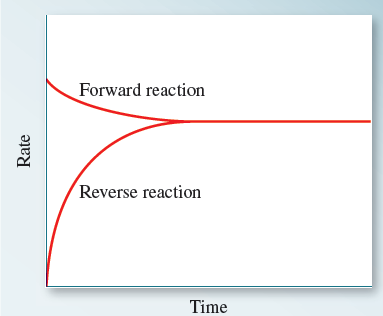 Forward reaction
Rate
Reverse reaction
Time